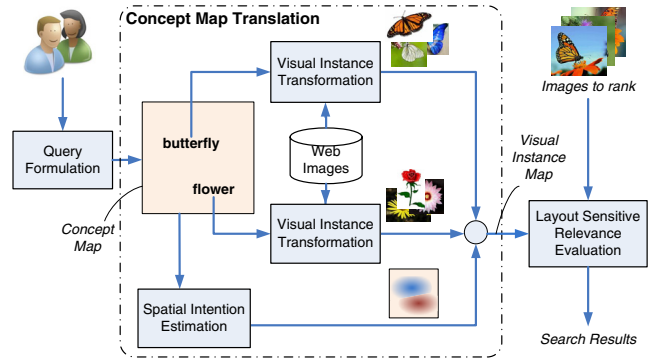 Concept Map Translation
Visual Instance
Transformation
Images to rank
Query
Formulation
butterfly
flower
Web
Images
Visual
Instance
Map
Concept
Map
Visual Instance
Transformation
Layout Sensitive
Relevance
Evaluation
Spatial Intention
Estimation
Search Results